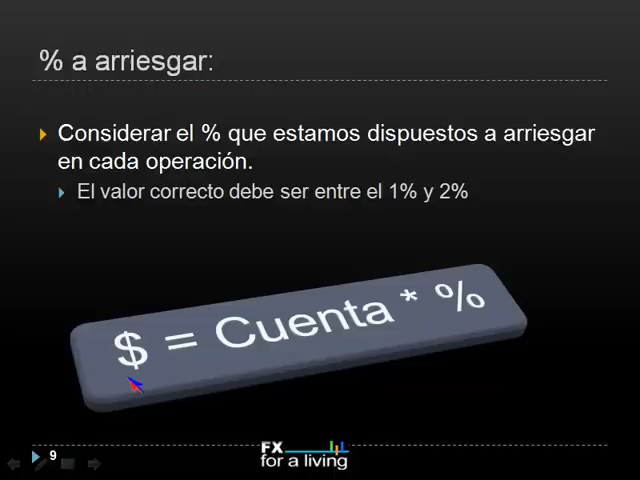 % a arriesgar:
Considerar el % que estamos dispuestos a arriesgar
en cada operación.
El valor correcto debe ser entre el 1% y 2%
$ = Cuenta * %
9
FX
for a living